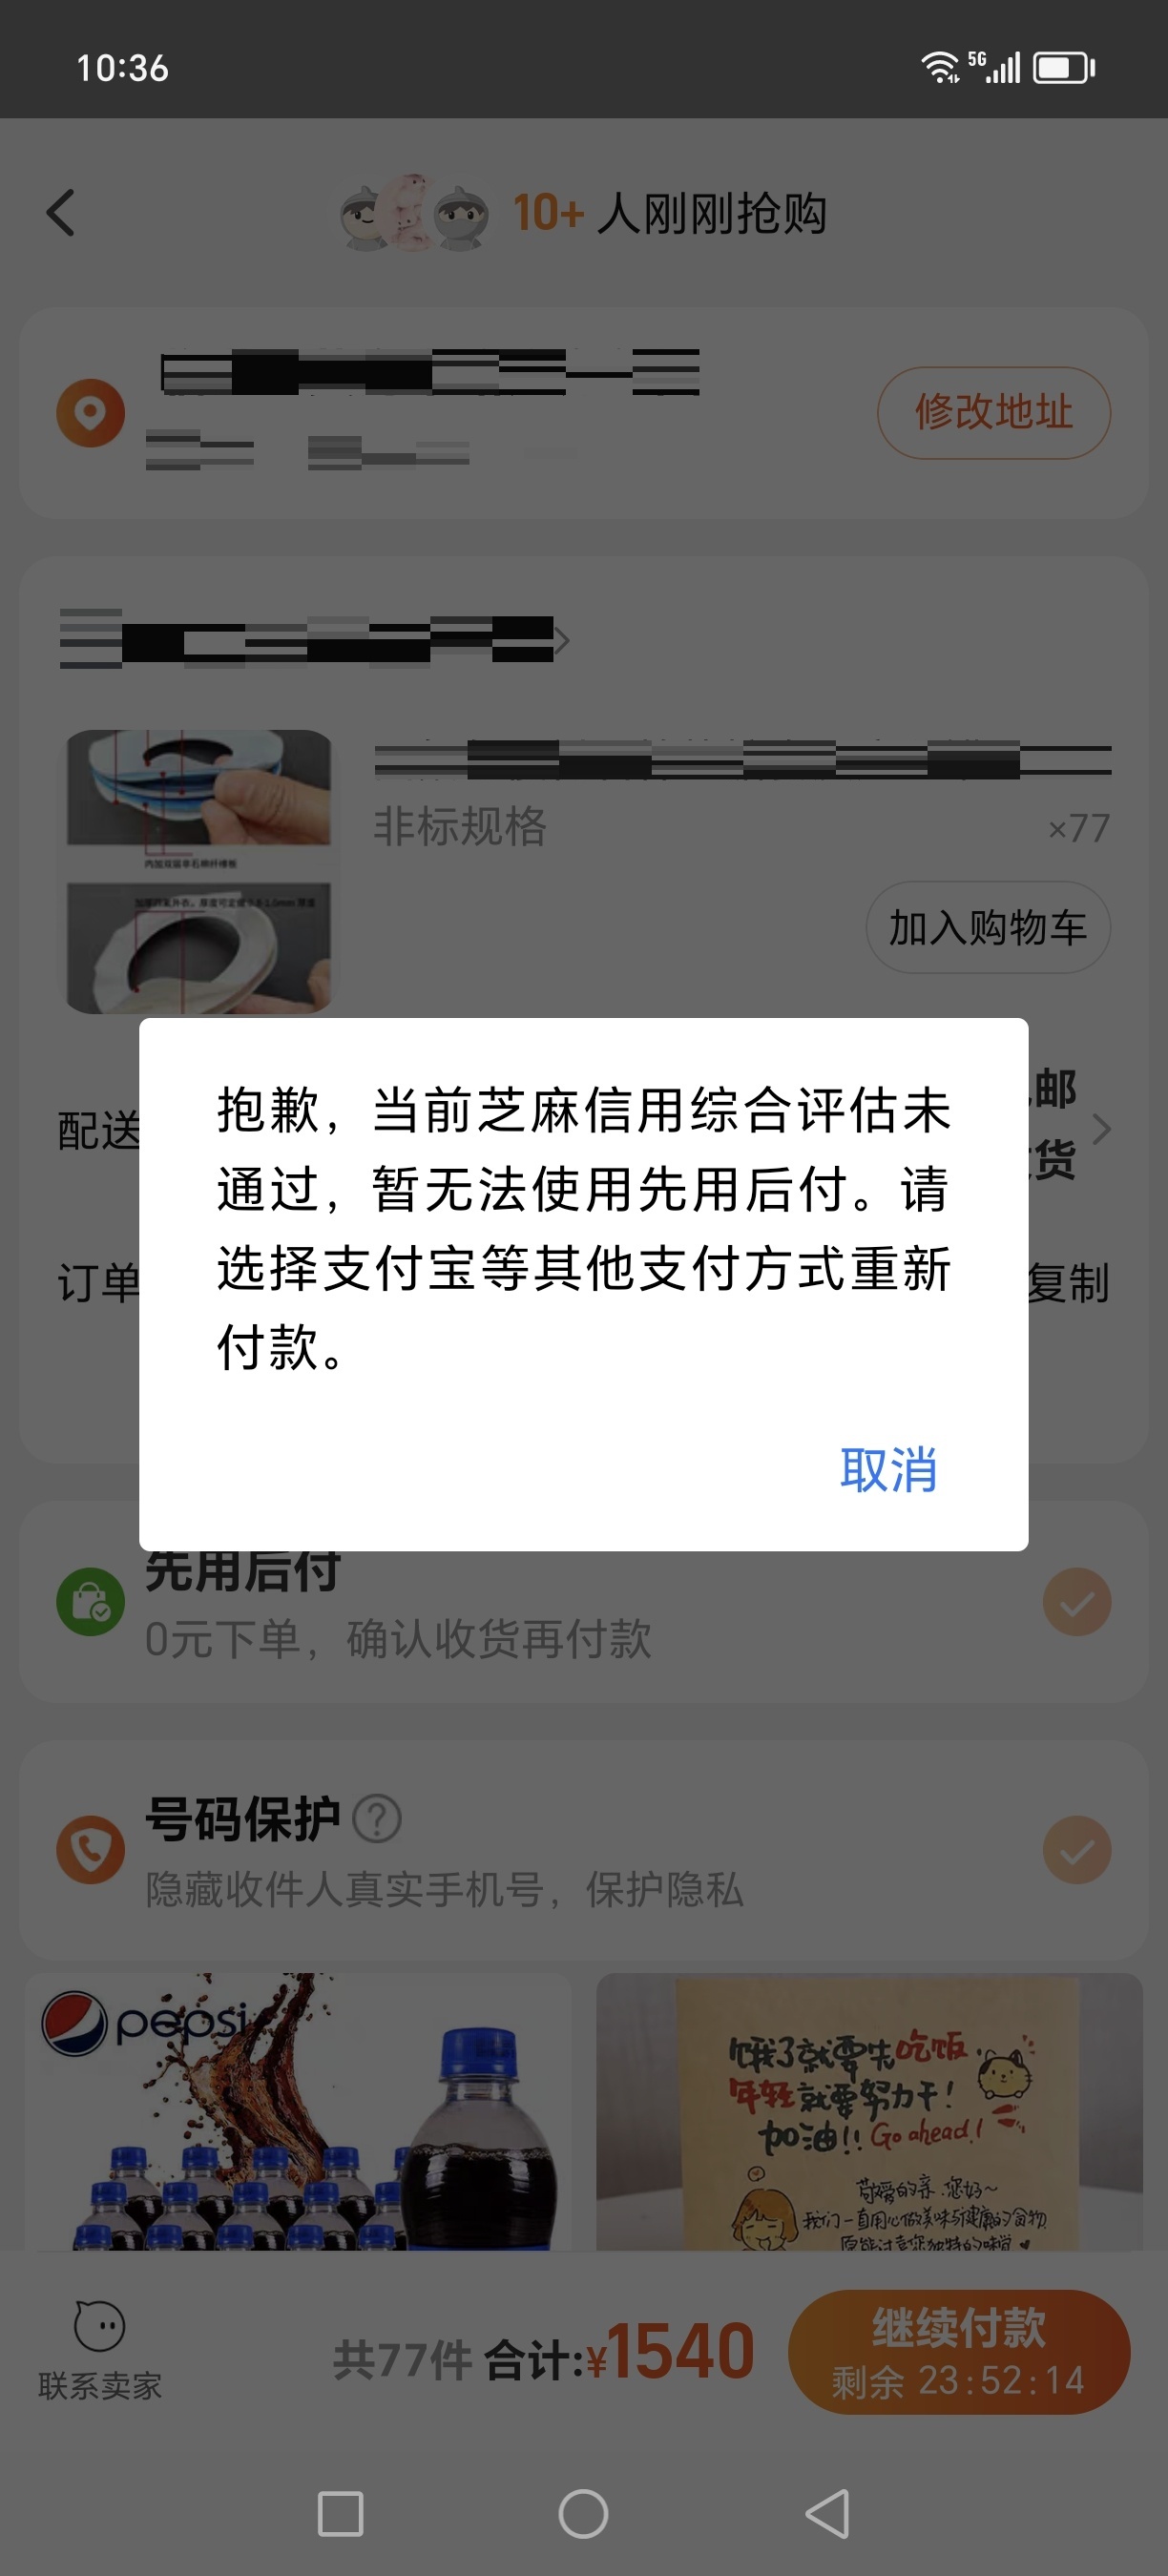 10:36
5G
10+ 人刚刚抢购
修改地址
非标规格
×77
加入购物车
邮
配送
货
订单
复制
抱歉，当前芝麻信用综合评估未
通过，暂无法使用先用后付。请
选择支付宝等其他支付方式重新
付款。
取消
先用后付
0元下单，确认收货再付款
号码保护
隐藏收件人真实手机号，保护隐私
pepsi
饿了就要先吃饭
年轻就要努力干！
加油!! Go ahead!
敬爱的亲.您好~
我们一直用心做美味与健康的食物
联系卖家
共77件 合计:¥1540
继续付款
剩余 23:52:14